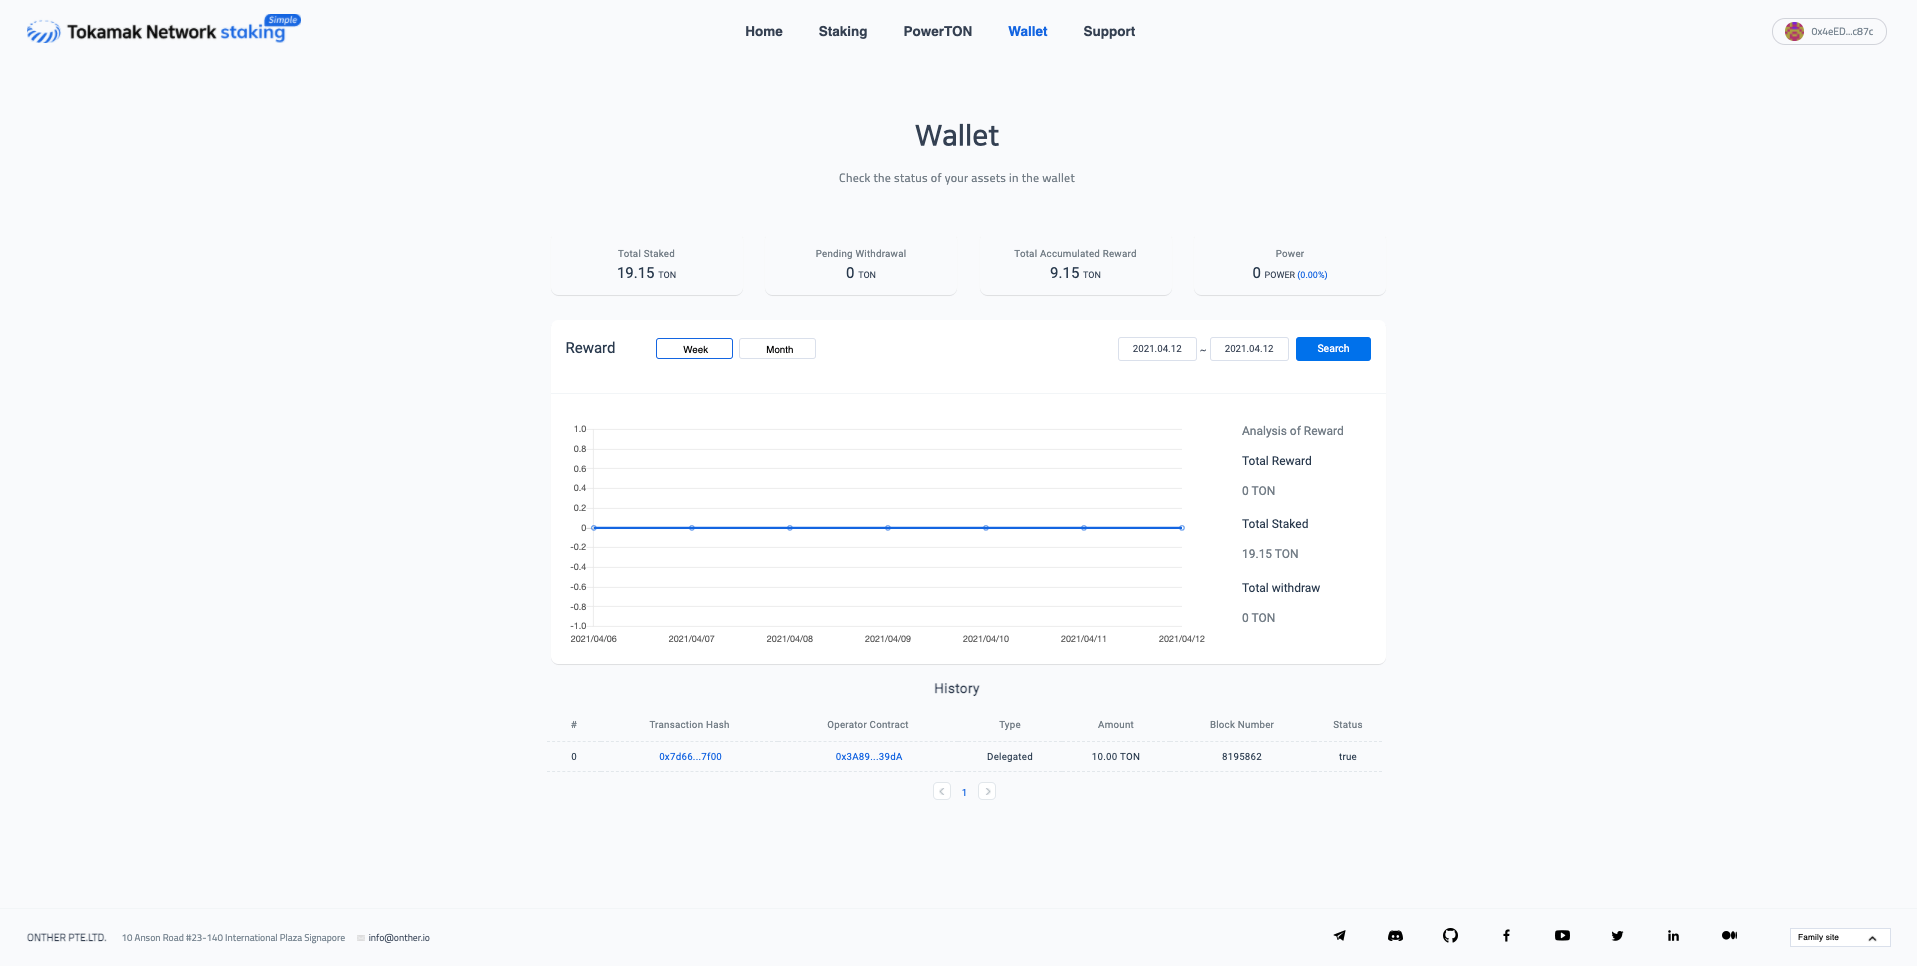 Tokamak Network staking Simple
Home Staking PowerTON Wallet Support
0x4eED...c87c
Wallet
Check the status of your assets in the wallet
Total Staked Pending Withdrawal Total Accumulated Reward Power
19.15 TON 0 TON 9.15 TON 0 POWER (0.00%)
Reward Week Month 2021.04.12 ~ 2021.04.12 Search
1.0
0.8
0.6
0.4
0.2
0
-0.2
-0.4
-0.6
-0.8
-1.0
2021/04/06 2021/04/07 2021/04/08 2021/04/09 2021/04/10 2021/04/11 2021/04/12
Analysis of Reward
Total Reward
0 TON
Total Staked
19.15 TON
Total withdraw
0 TON
History
# Transaction Hash Operator Contract Type Amount Block Number Status
0 0x7d66...7f00 0x3A89...39dA Delegated 10.00 TON 8195862 true
1
ONTHER PTE.LTD. 10 Anson Road #23-140 International Plaza Signapore info@onther.io
Family site